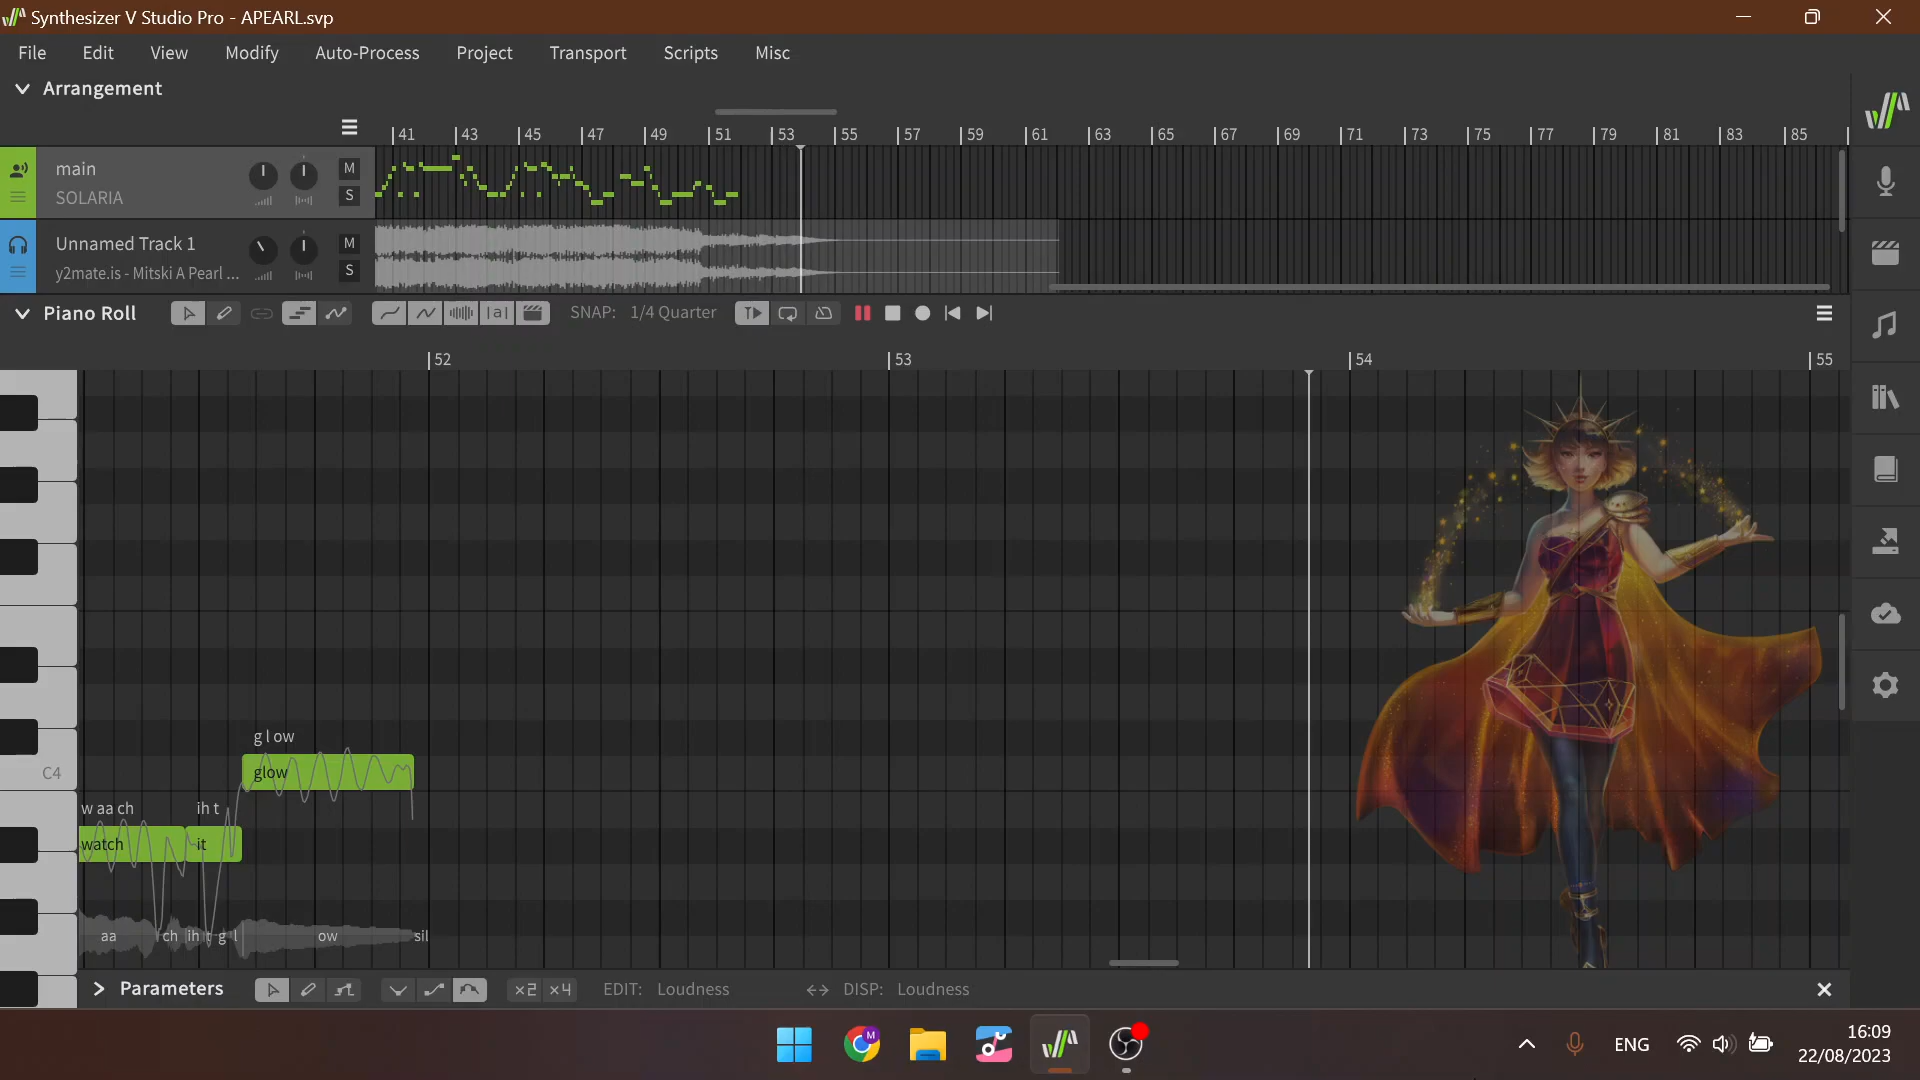 Synthesizer V Studio Pro - APEARL.svp
File Edit View Modify Auto-Process Project Transport Scripts Misc
Arrangement
41 43 45 47 49 51 53 55 57 59 61 63 65 67 69 71 73 75 77 79 81 83 85
main M
SOLARIA S
Unnamed Track 1 M
y2mate.is - Mitski A Pearl ... S
Piano Roll |a| SNAP: 1/4 Quarter
52 53 54 55
g l ow
C4 glow
w aa ch ih t
watch it
aa ch ih t g l ow sil
Parameters ×2 ×4 EDIT: Loudness DISP: Loudness
M
ENG
16:09
22/08/2023